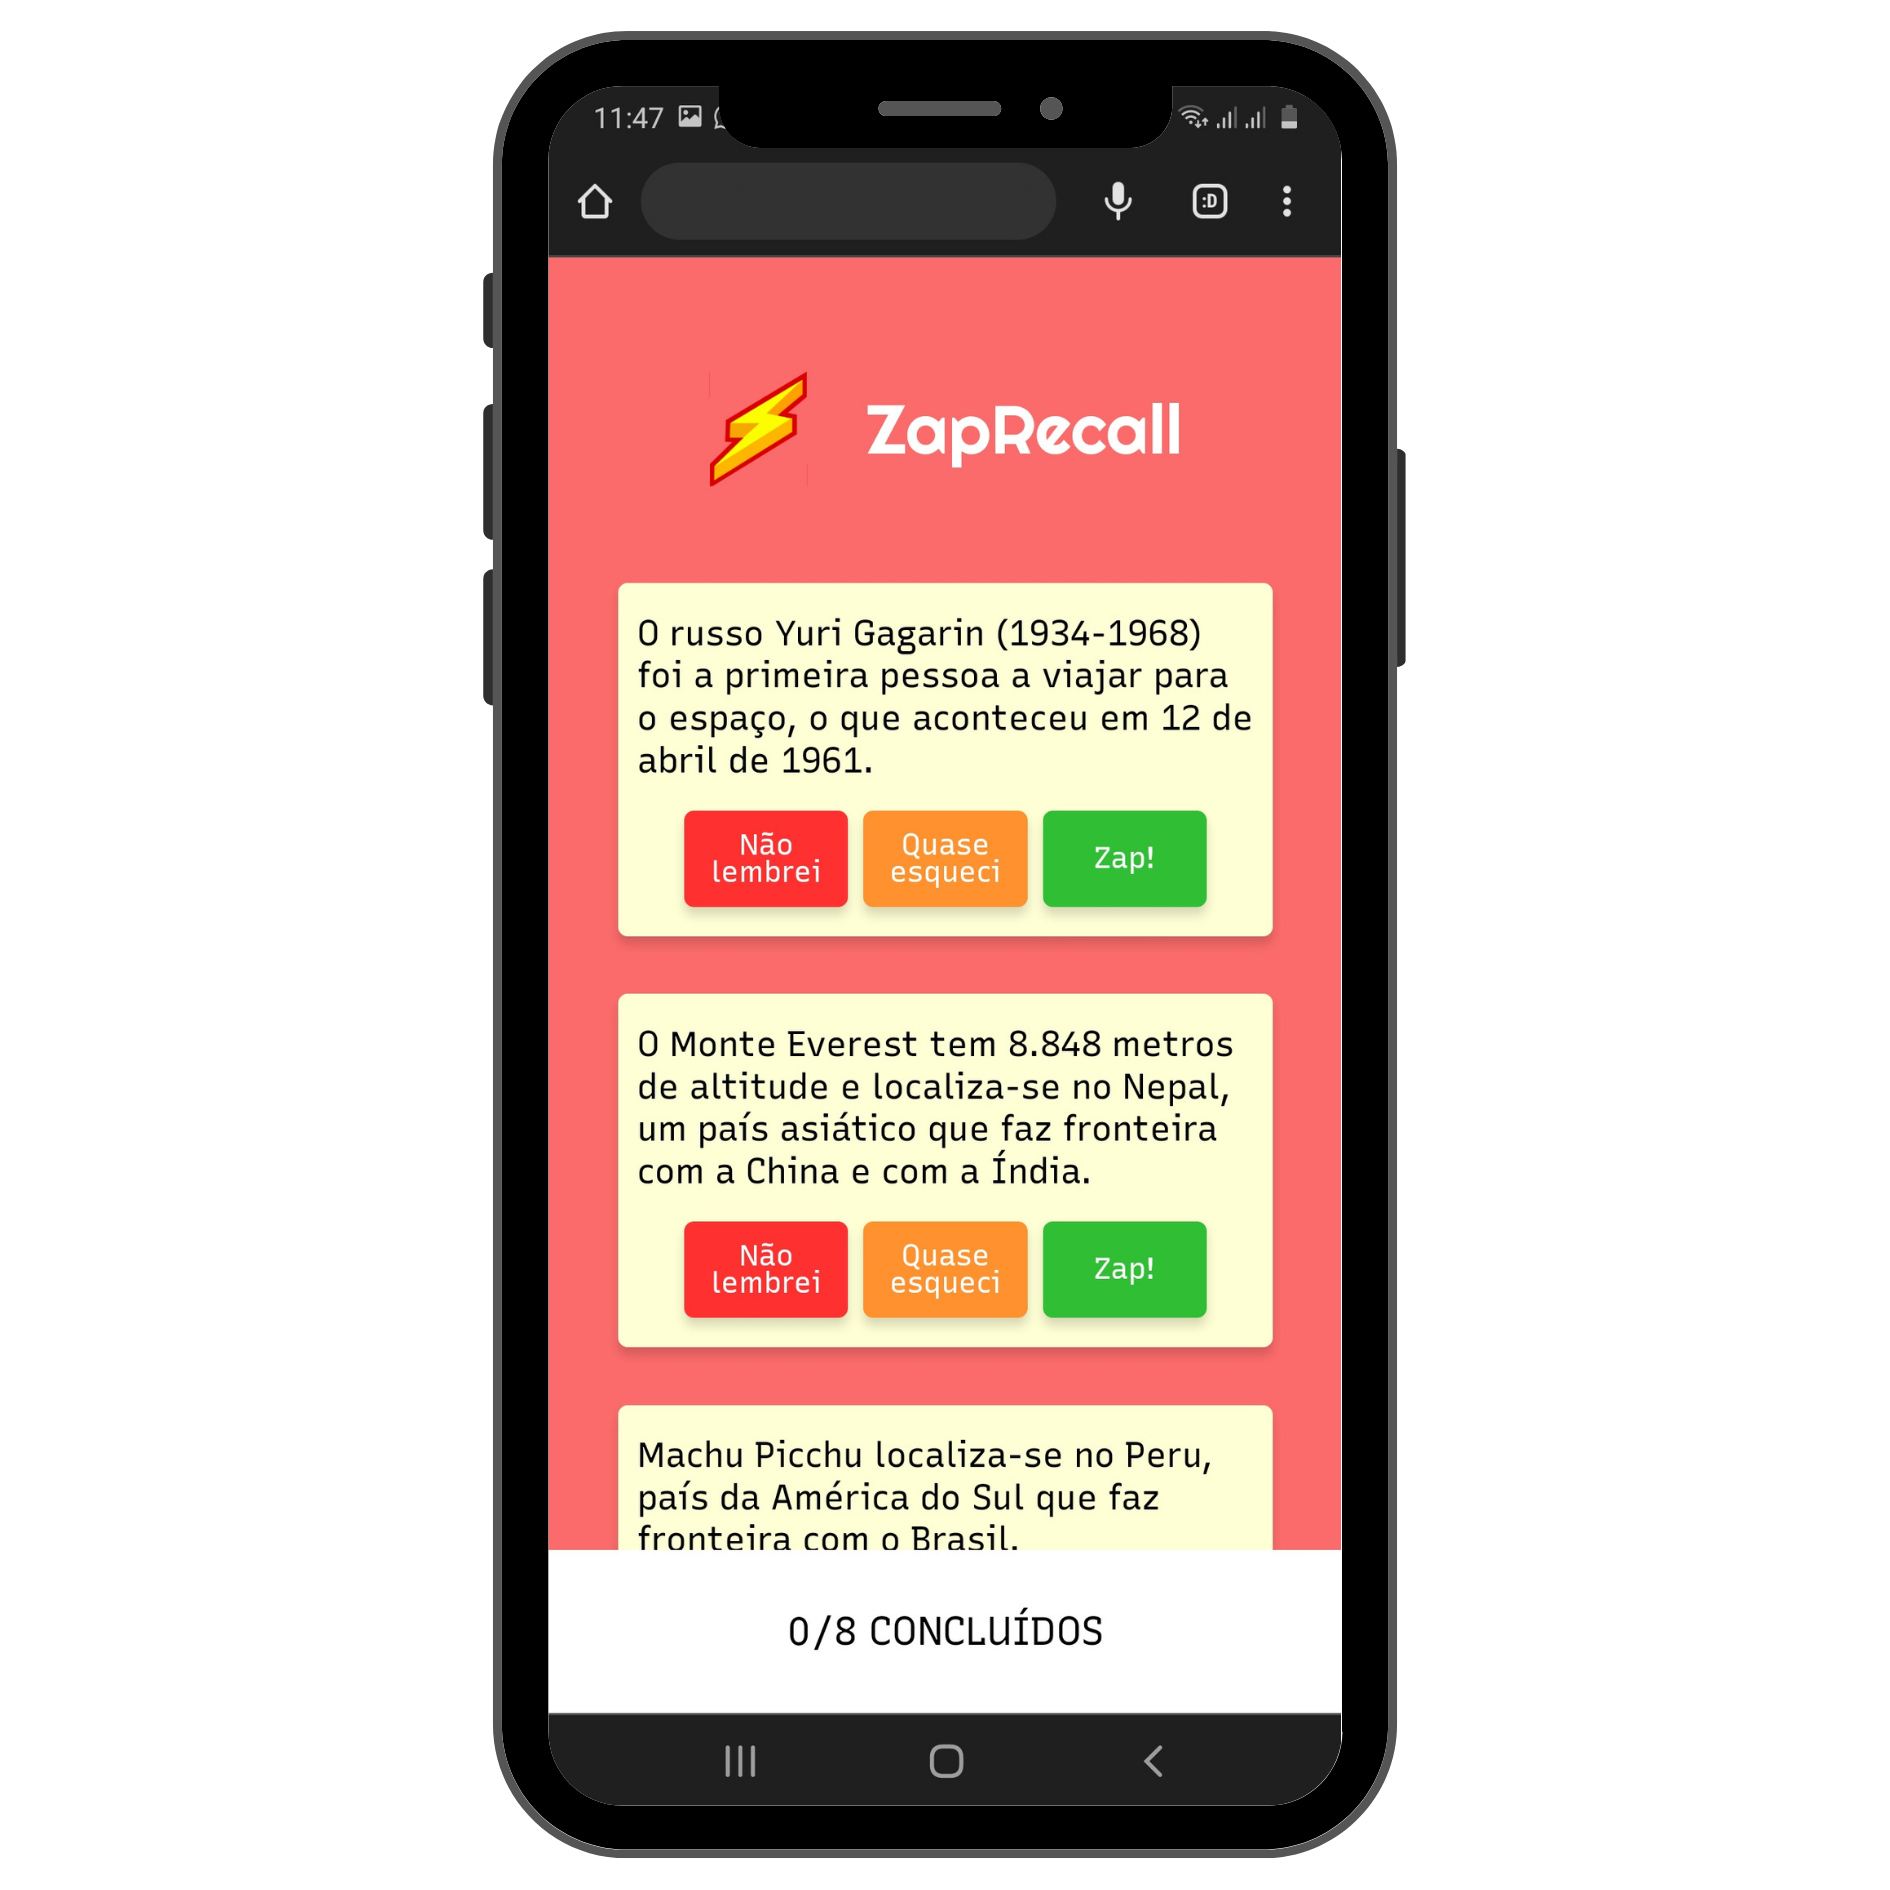 11:47
:D
ZapRecall
O russo Yuri Gagarin (1934-1968)
foi a primeira pessoa a viajar para
o espaço, o que aconteceu em 12 de
abril de 1961.
Não
lembrei
Quase
esqueci
Zap!
O Monte Everest tem 8.848 metros
de altitude e localiza-se no Nepal,
um país asiático que faz fronteira
com a China e com a Índia.
Não
lembrei
Quase
esqueci
Zap!
Machu Picchu localiza-se no Peru,
país da América do Sul que faz
fronteira com o Brasil.
0/8 CONCLUÍDOS